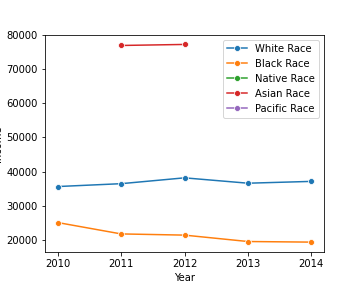 80000
70000
60000
50000
40000
30000
20000
2010
2011
2012
2013
2014
Year
White Race
Black Race
Native Race
Asian Race
Pacific Race